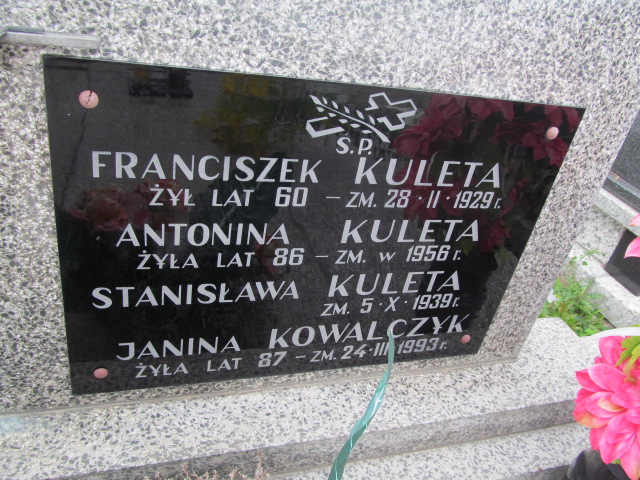 Ś.P.
FRANCISZEK KULETA
ŻYŁ LAT 60 – ZM. 28·II·1929 r.
ANTONINA KULETA
ŻYŁA LAT 86 – ZM. W 1956 r.
STANISŁAWA KULETA
ZM. 5·X·1939 r.
JANINA KOWALCZYK
ŻYŁA LAT 87 – ZM. 24·III·1993 r.